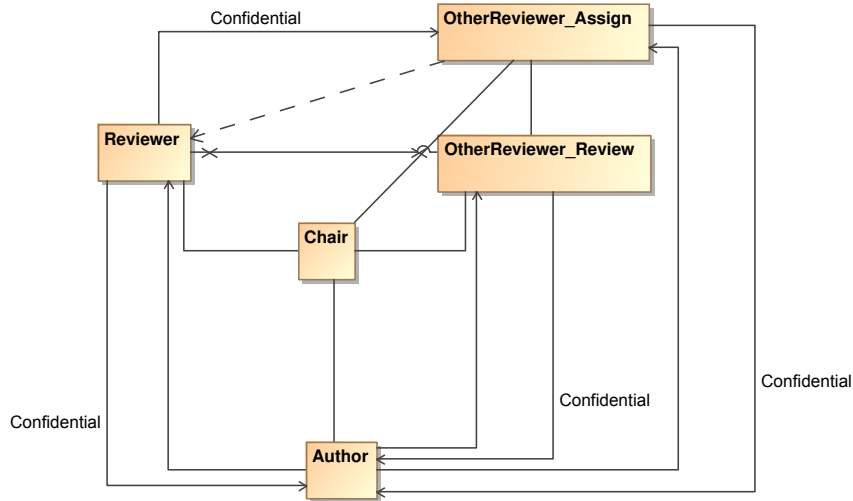 Confidential
OtherReviewer_Assign
Reviewer
OtherReviewer_Review
Chair
Confidential
Confidential
Confidential
Author